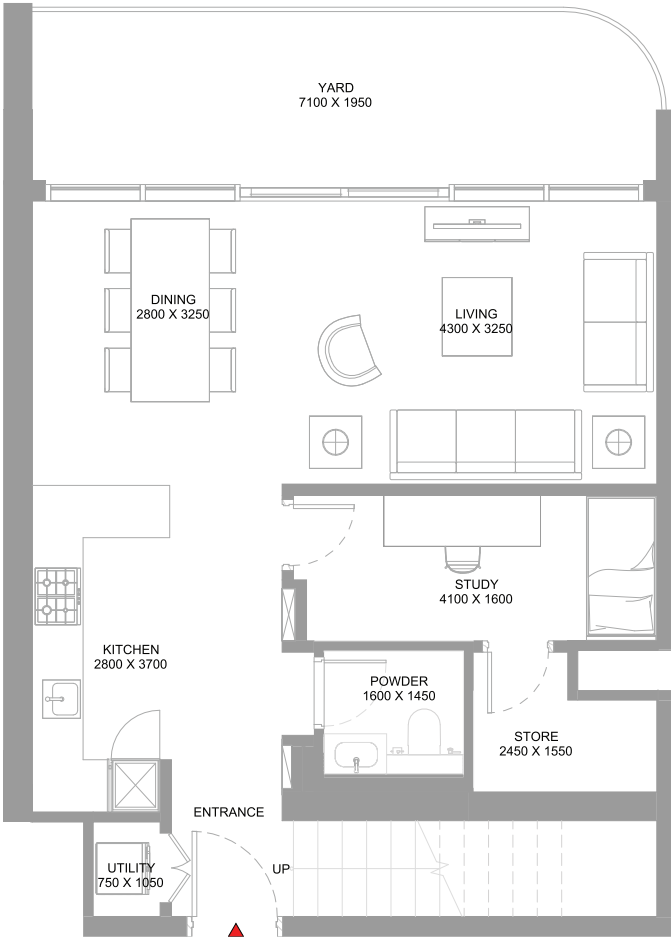 YARD
7100 X 1950
DINING
2800 X 3250
LIVING
4300 X 3250
STUDY
4100 X 1600
KITCHEN
2800 X 3700
POWDER
1600 X 1450
STORE
2450 X 1550
ENTRANCE
UP
UTILITY
750 X 1050